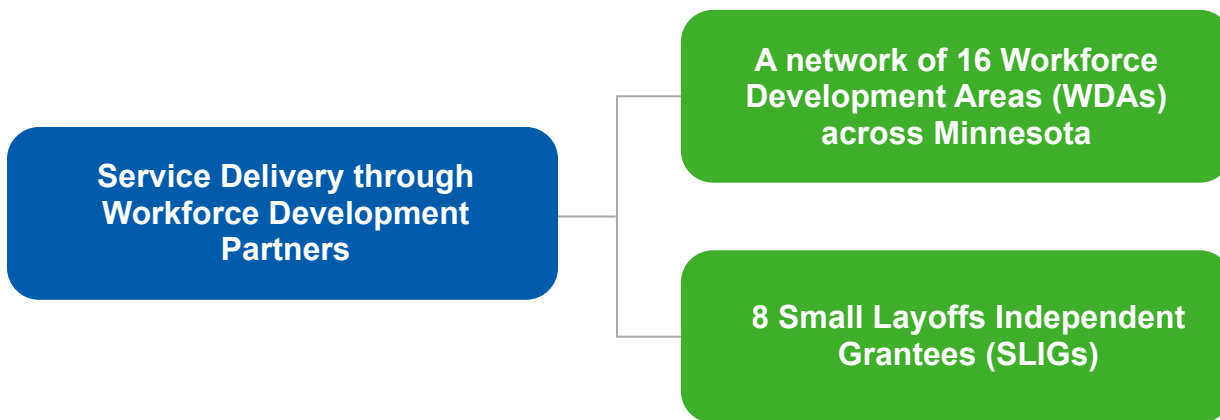 Service Delivery through
Workforce Development
Partners
A network of 16 Workforce
Development Areas (WDAs)
across Minnesota
8 Small Layoffs Independent
Grantees (SLIGs)